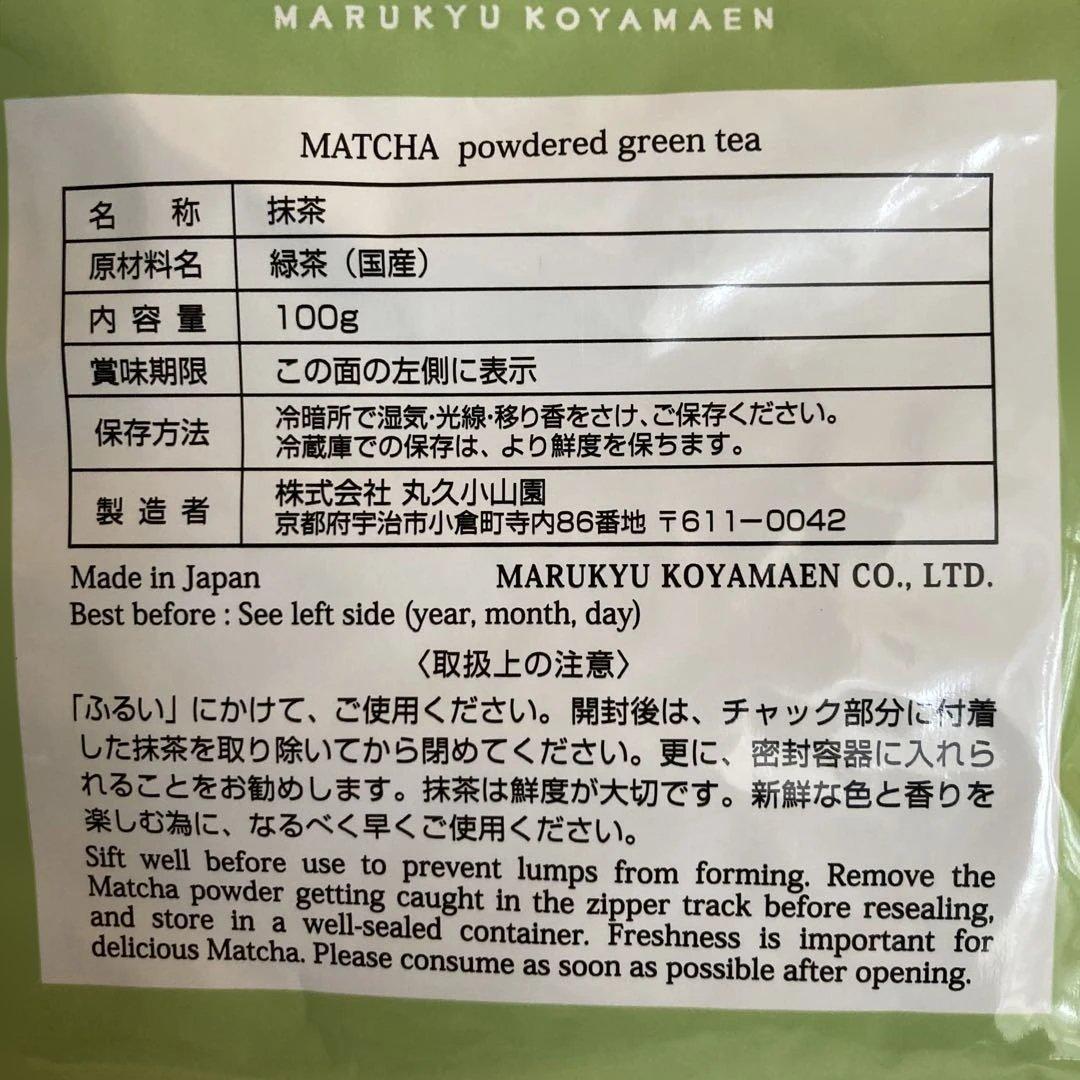 MARUKYU KOYAMAEN
MATCHA powdered green tea
名称 抹茶
原材料名 緑茶（国産）
内容量 100g
賞味期限 この面の左側に表示
保存方法 冷暗所で湿気・光線・移り香をさけ、ご保存ください。
冷蔵庫での保存は、より鮮度を保ちます。
製造者 株式会社 丸久小山園
京都府宇治市小倉町寺内86番地 〒611－0042
Made in Japan MARUKYU KOYAMAEN CO., LTD.
Best before : See left side (year, month, day)
〈取扱上の注意〉
「ふるい」にかけて、ご使用ください。開封後は、チャック部分に付着
した抹茶を取り除いてから閉めてください。更に、密封容器に入れら
れることをお勧めします。抹茶は鮮度が大切です。新鮮な色と香りを
楽しむ為に、なるべく早くご使用ください。
Sift well before use to prevent lumps from forming. Remove the
Matcha powder getting caught in the zipper track before resealing,
and store in a well-sealed container. Freshness is important for
delicious Matcha. Please consume as soon as possible after opening.